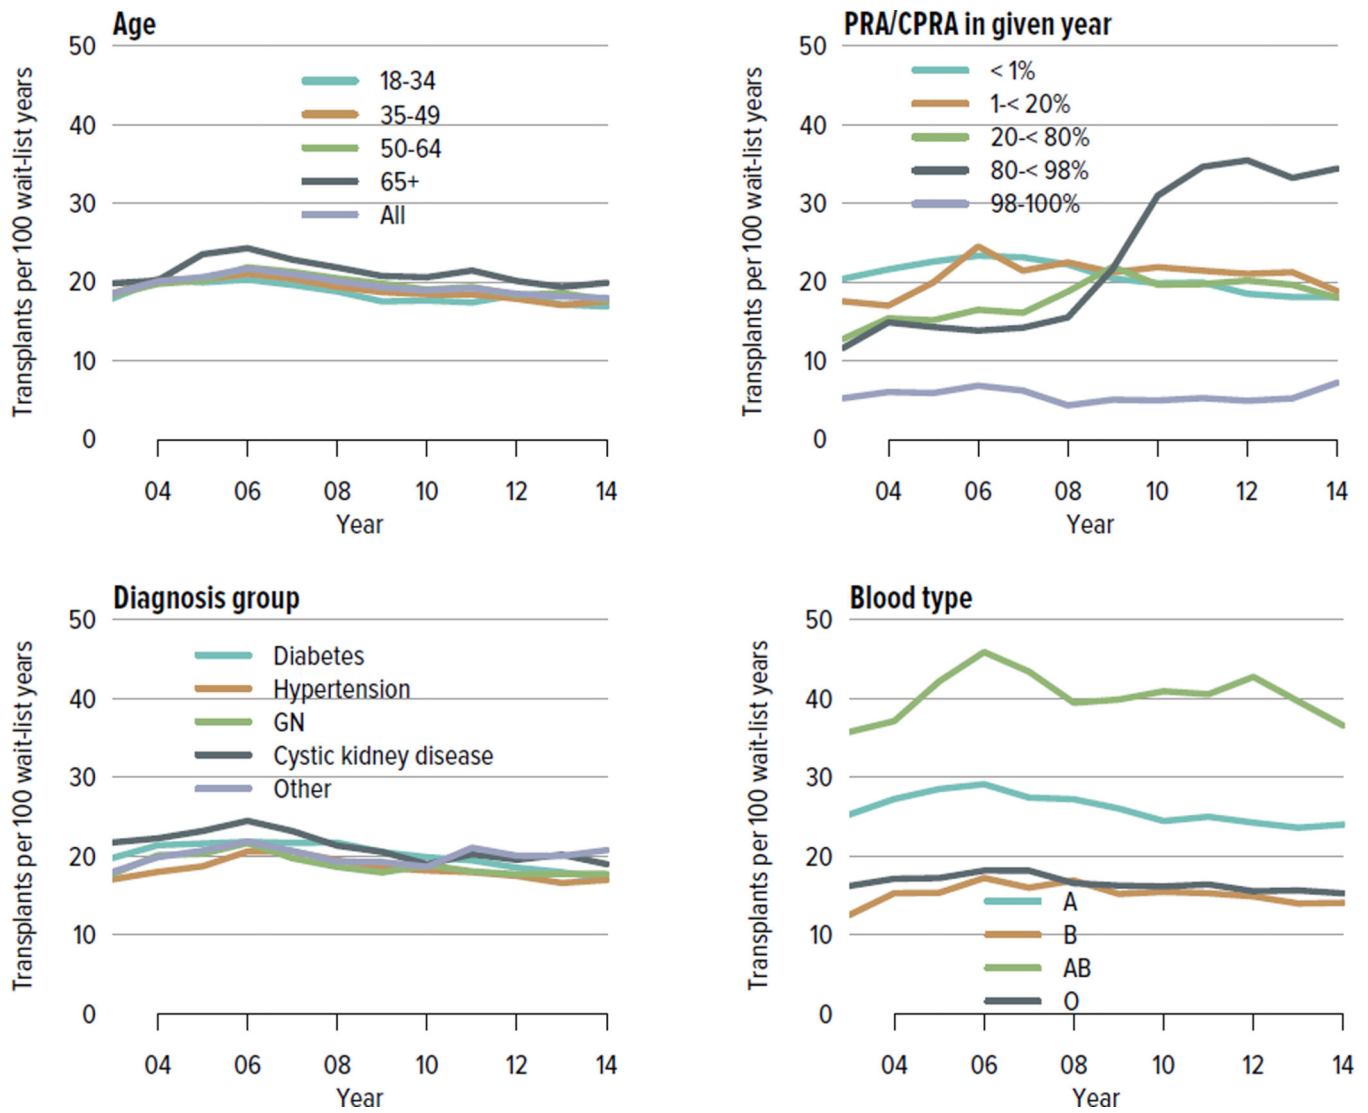 Age
Transplants per 100 wait-list years
50
40
30
20
10
0
18-34
35-49
50-64
65+
All
04 06 08 10 12 14
Year
PRA/CPRA in given year
Transplants per 100 wait-list years
50
40
30
20
10
0
< 1%
1-< 20%
20-< 80%
80-< 98%
98-100%
04 06 08 10 12 14
Year
Diagnosis group
Transplants per 100 wait-list years
50
40
30
20
10
0
Diabetes
Hypertension
GN
Cystic kidney disease
Other
04 06 08 10 12 14
Year
Blood type
Transplants per 100 wait-list years
50
40
30
20
10
0
A
B
AB
O
04 06 08 10 12 14
Year